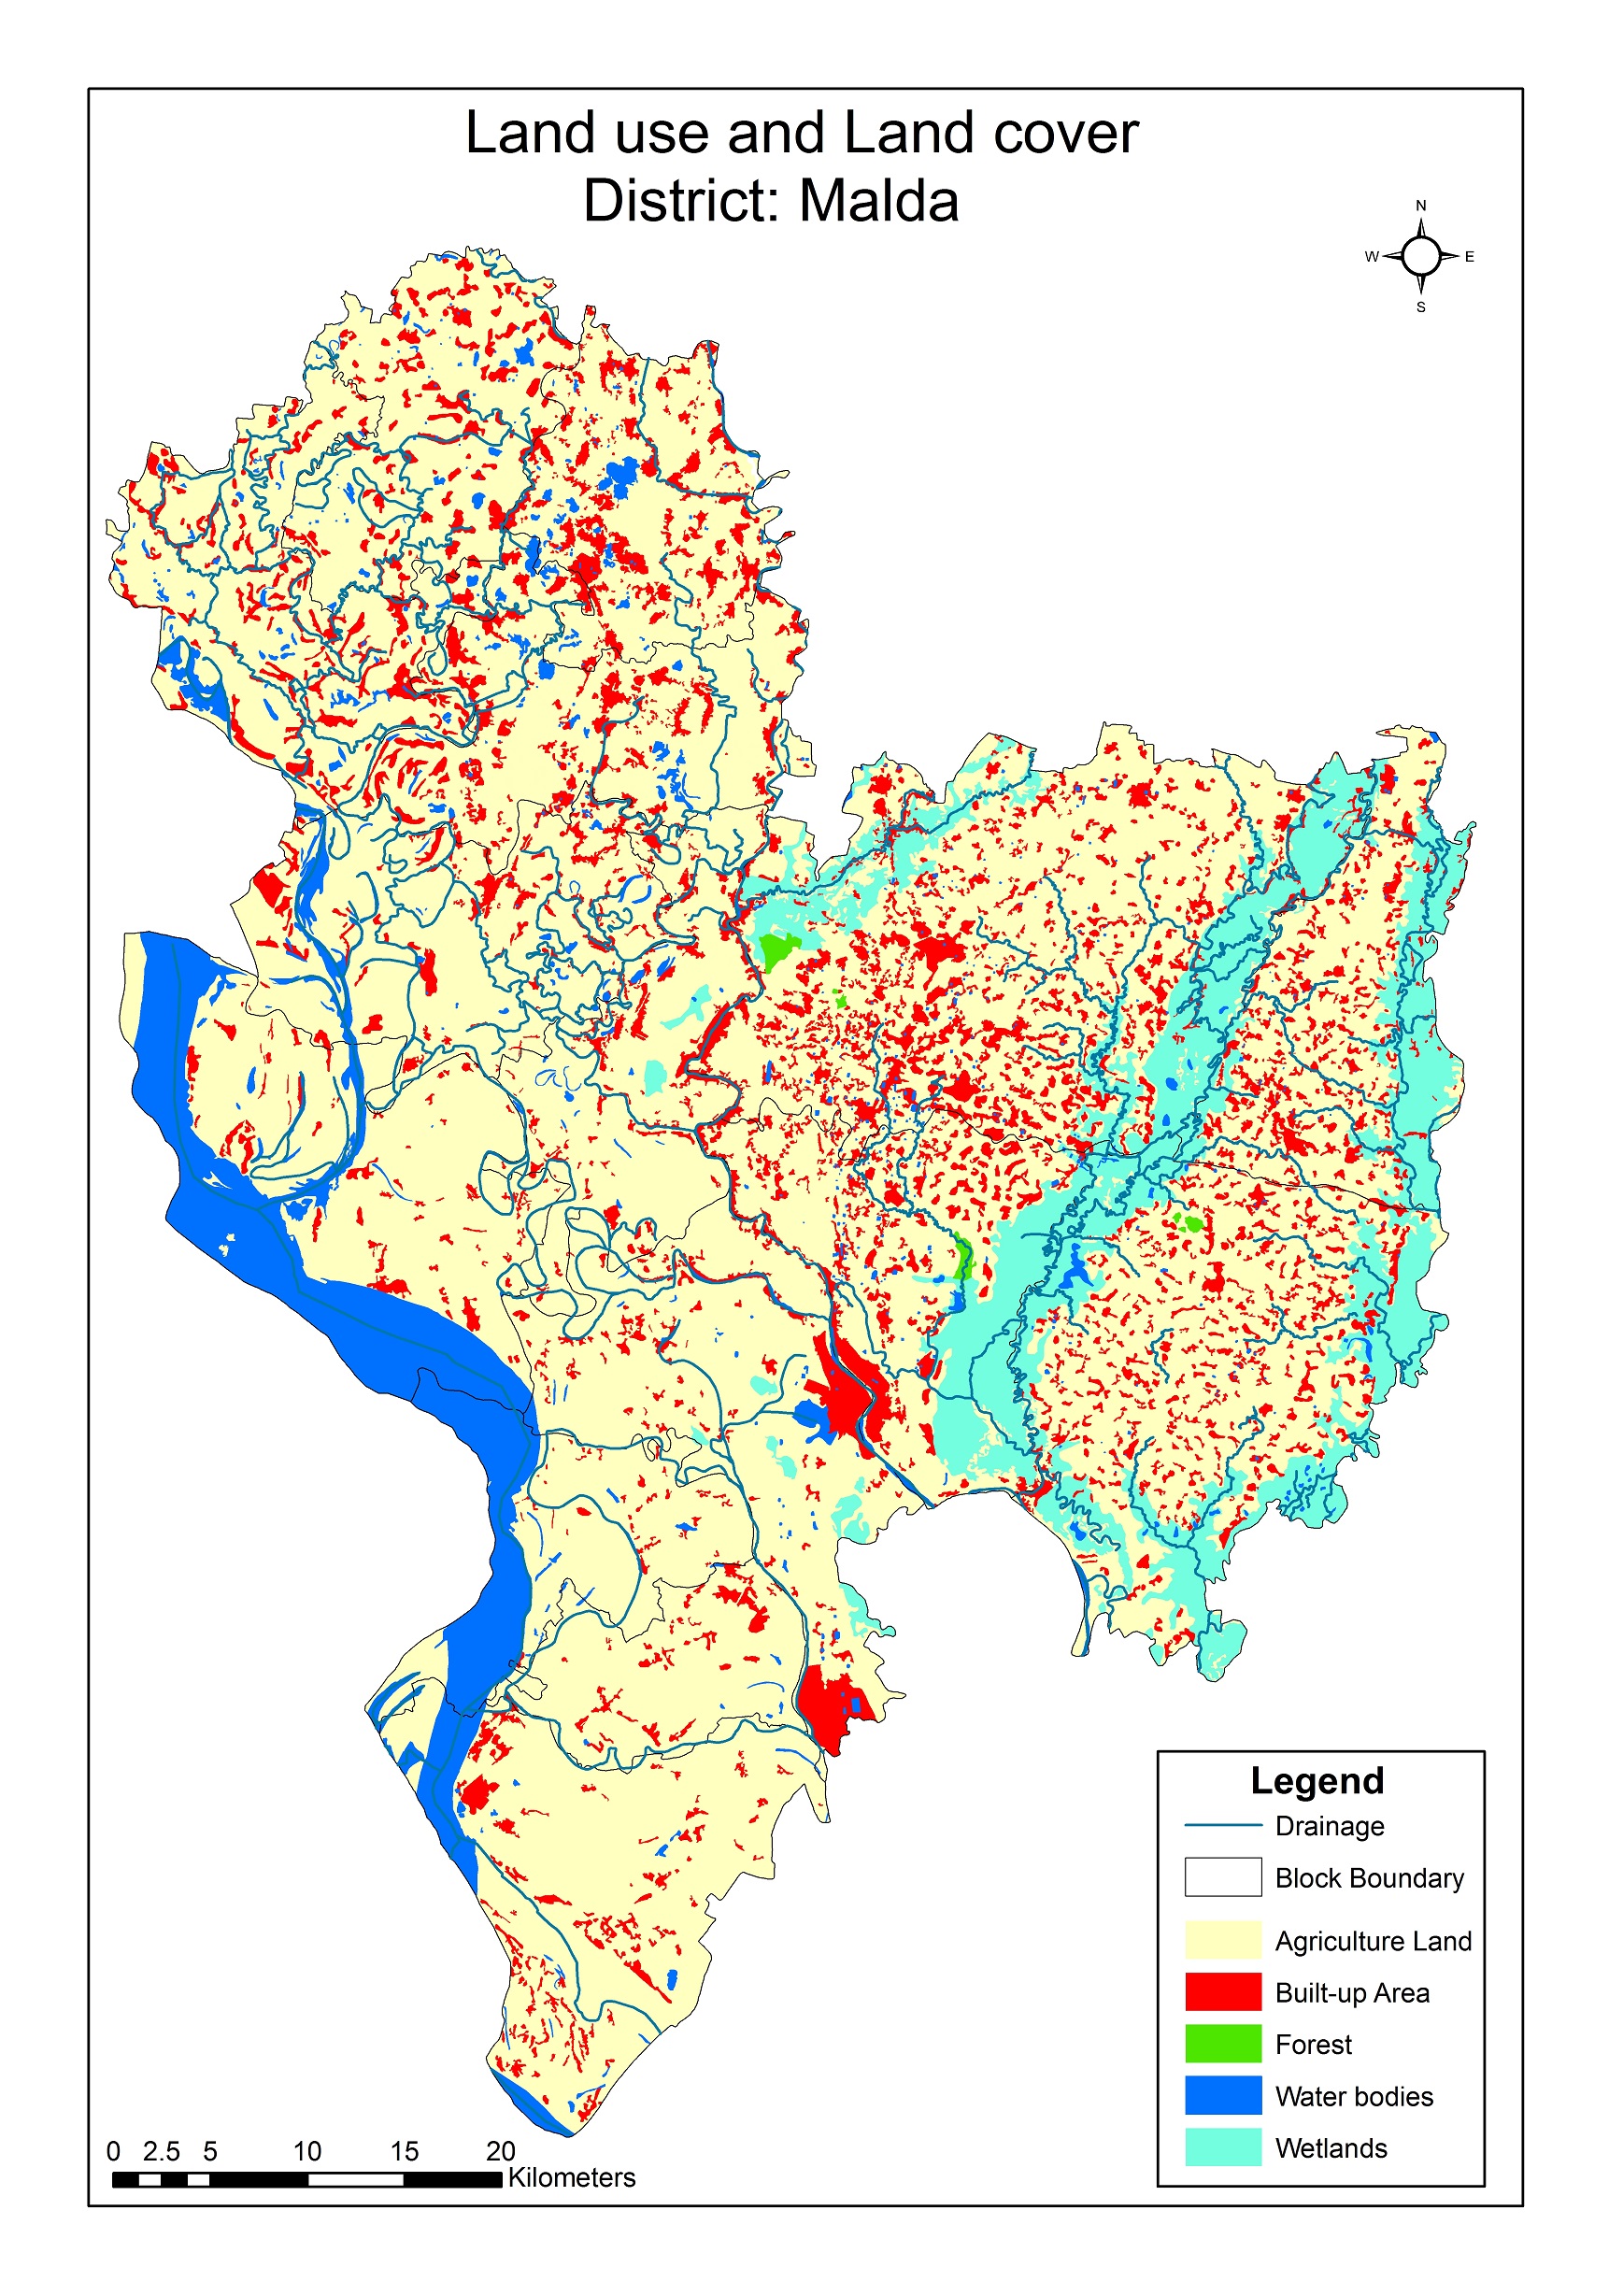 Land use and Land cover
District: Malda
N
W E
S
Legend
Drainage
Block Boundary
Agriculture Land
Built-up Area
Forest
Water bodies
Wetlands
0 2.5 5 10 15 20
Kilometers